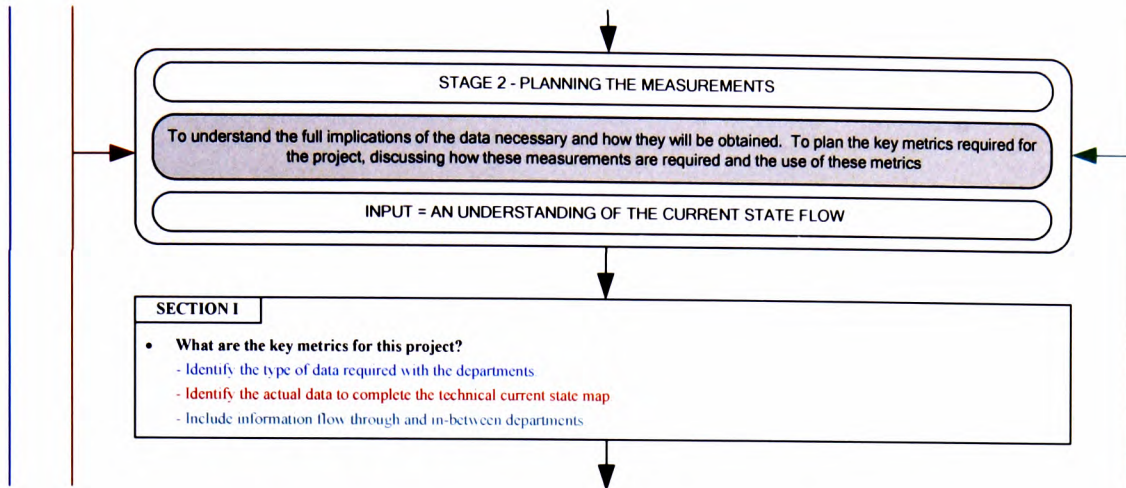 STAGE 2 - PLANNING THE MEASUREMENTS
To understand the full implications of the data necessary and how they will be obtained. To plan the key metrics required for
the project, discussing how these measurements are required and the use of these metrics
INPUT = AN UNDERSTANDING OF THE CURRENT STATE FLOW
SECTION I
• What are the key metrics for this project?
- Identify the type of data required with the departments
- Identify the actual data to complete the technical current state map
- Include information flow through and in-between departments